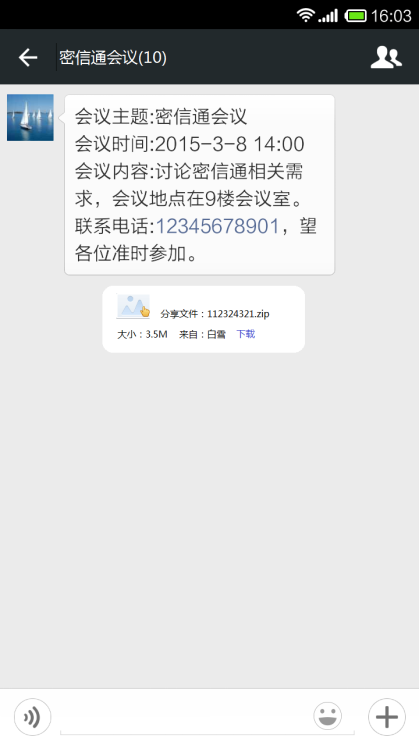 16:03
密信通会议(10)
会议主题:密信通会议
会议时间:2015-3-8 14:00
会议内容:讨论密信通相关需
求，会议地点在9楼会议室。
联系电话:12345678901，望
各位准时参加。
分享文件：112324321.zip
大小：3.5M 来自：白雪 下载